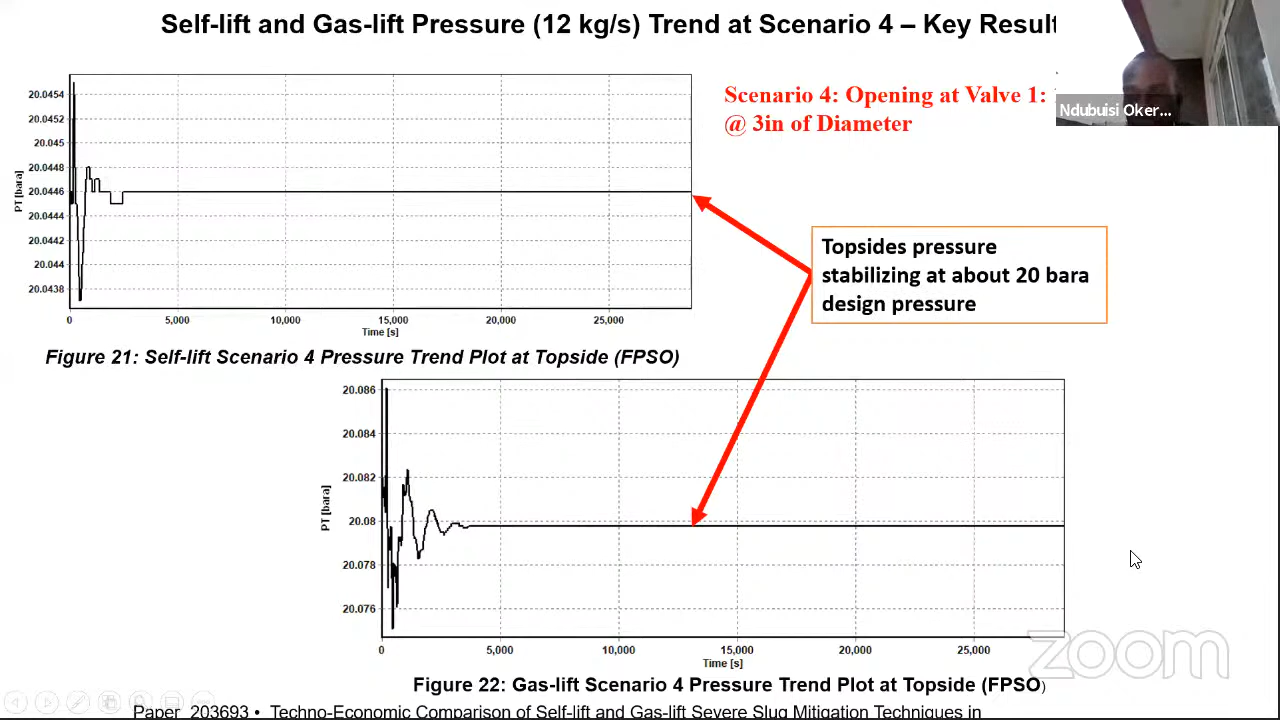 Self-lift and Gas-lift Pressure (12 kg/s) Trend at Scenario 4 – Key Result
Ndubuisi Oker...
Scenario 4: Opening at Valve 1:
@ 3in of Diameter
20.0454
20.0452
20.045
20.0448
20.0446
20.0444
20.0442
20.044
20.0438
PT [bara]
0 5,000 10,000 15,000 20,000 25,000
Time [s]
Topsides pressure
stabilizing at about 20 bara
design pressure
Figure 21: Self-lift Scenario 4 Pressure Trend Plot at Topside (FPSO)
20.086
20.084
20.082
20.08
20.078
20.076
PT [bara]
0 5,000 10,000 15,000 20,000 25,000
Time [s]
zoom
Figure 22: Gas-lift Scenario 4 Pressure Trend Plot at Topside (FPSO)
Paper 203693 • Techno-Economic Comparison of Self-lift and Gas-lift Severe Slug Mitigation Techniques in